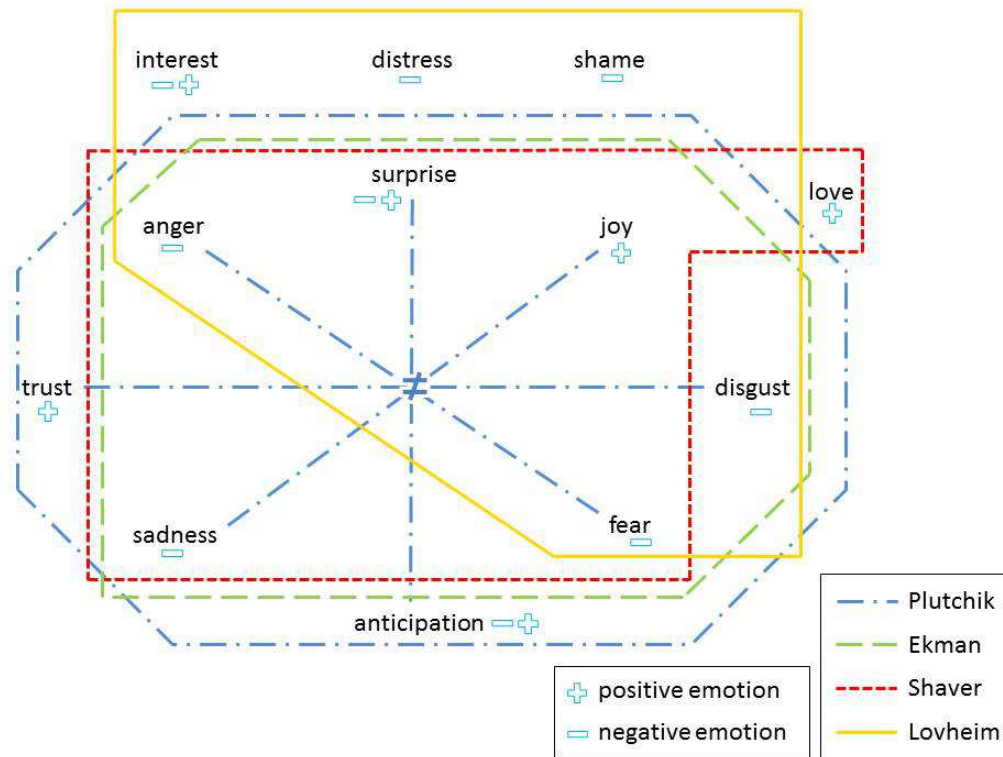 interest distress shame
surprise
love
anger joy
trust ≠ disgust
sadness fear
anticipation
Plutchik
Ekman
positive emotion Shaver
negative emotion Lovheim